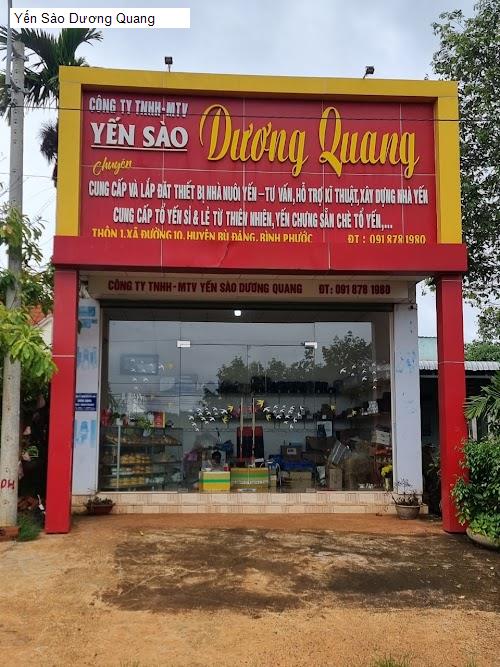 Yến Sào Dương Quang
CÔNG TY TNHH-MTV
YẾN SÀO Dương Quang
Chuyên
CUNG CẤP VÀ LẮP ĐĂT THIẾT BỊ NHÀ NUÔI YẾN - TƯ VẤN, HỖ TRỢ KĨ THUẬT, XÂY DỰNG NHÀ YẾN
CUNG CẤP TỔ YẾN SỈ & LẺ TỪ THIÊN NHIÊN, YẾN CHƯNG SẴN CHẾ TỔ YẾN,...
THÔN 1, XÃ ĐƯỜNG 10, HUYỆN BÙ ĐĂNG, BÌNH PHƯỚC ĐT : 091 878 1980
CÔNG TY TNHH-MTV YẾN SÀO DƯƠNG QUANG ĐT: 091 878 1980